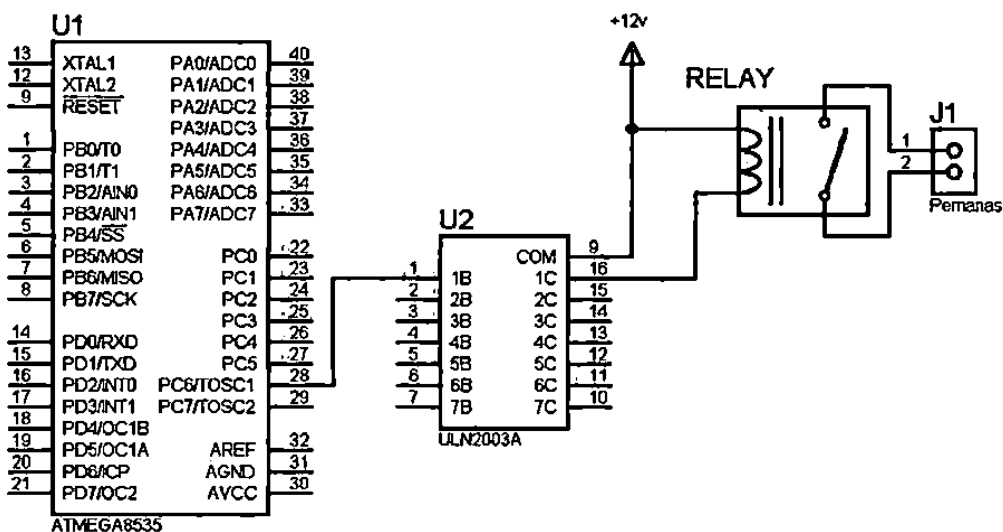 U1
13 XTAL1 PA0/ADC0 40
12 XTAL2 PA1/ADC1 39
9 RESET PA2/ADC2 38
PA3/ADC3 37
1 PB0/T0 PA4/ADC4 36
2 PB1/T1 PA5/ADC5 35
3 PB2/AIN0 PA6/ADC6 34
4 PB3/AIN1 PA7/ADC7 33
5 PB4/SS
6 PB5/MOSI PC0 22
7 PB6/MISO PC1 23
8 PB7/SCK PC2 24
PC3 25
14 PD0/RXD PC4 26
15 PD1/TXD PC5 27
16 PD2/INT0 PC6/TOSC1 28
17 PD3/INT1 PC7/TOSC2 29
18 PD4/OC1B
19 PD5/OC1A AREF 32
20 PD6/ICP AGND 31
21 PD7/OC2 AVCC 30
ATMEGA8535
U2
COM 9
1 1B 1C 16
2 2B 2C 15
3 3B 3C 14
4 4B 4C 13
5 5B 5C 12
6 6B 6C 11
7 7B 7C 10
ULN2003A
+12v
RELAY
J1
1
2
Pemanas